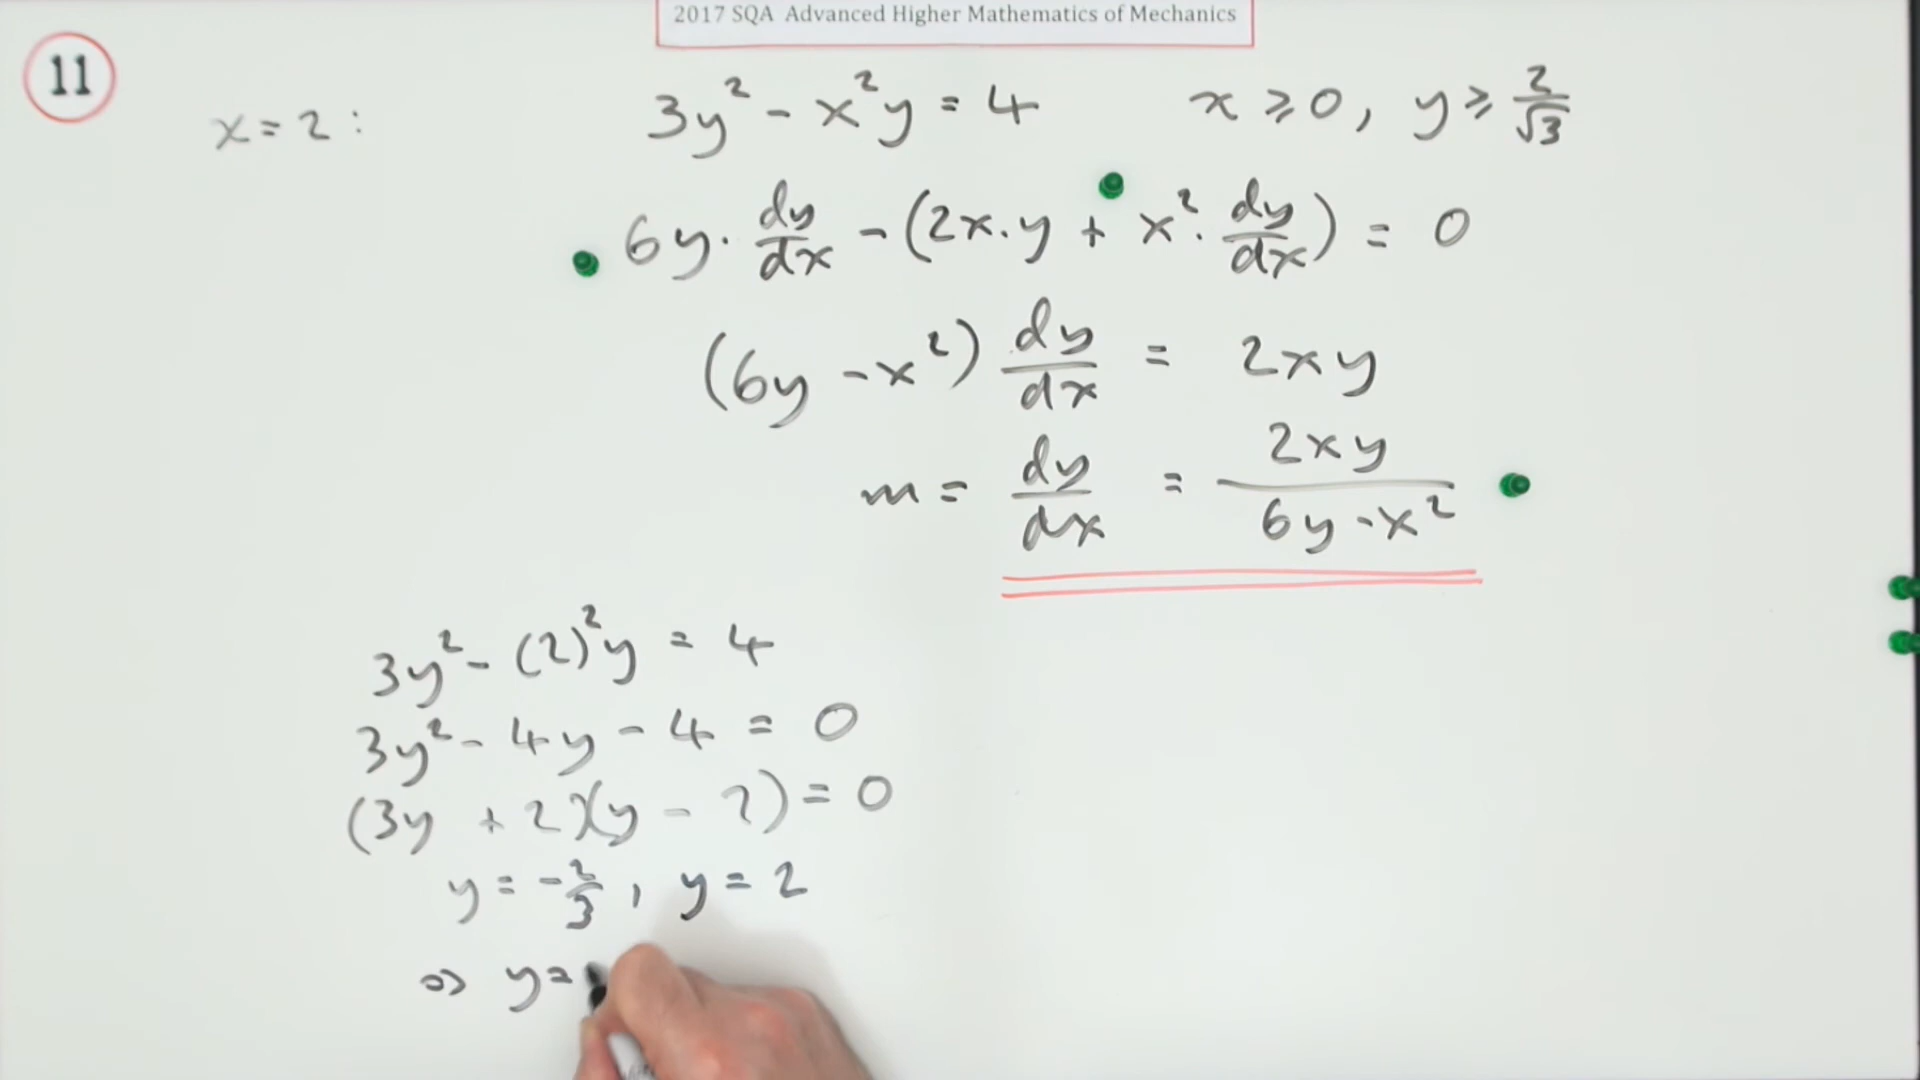 2017 SQA Advanced Higher Mathematics of Mechanics
11
x = 2 : 3y² - x²y = 4 x ⩾ 0, y ⩾ 2/√3
6y · dy/dx - (2x.y + x² · dy/dx) = 0
(6y - x²) dy/dx = 2xy
m = dy/dx = 2xy/(6y - x²)
3y² - (2)²y = 4
3y² - 4y - 4 = 0
(3y + 2)(y - 2) = 0
y = -2/3, y = 2
⇒ y =